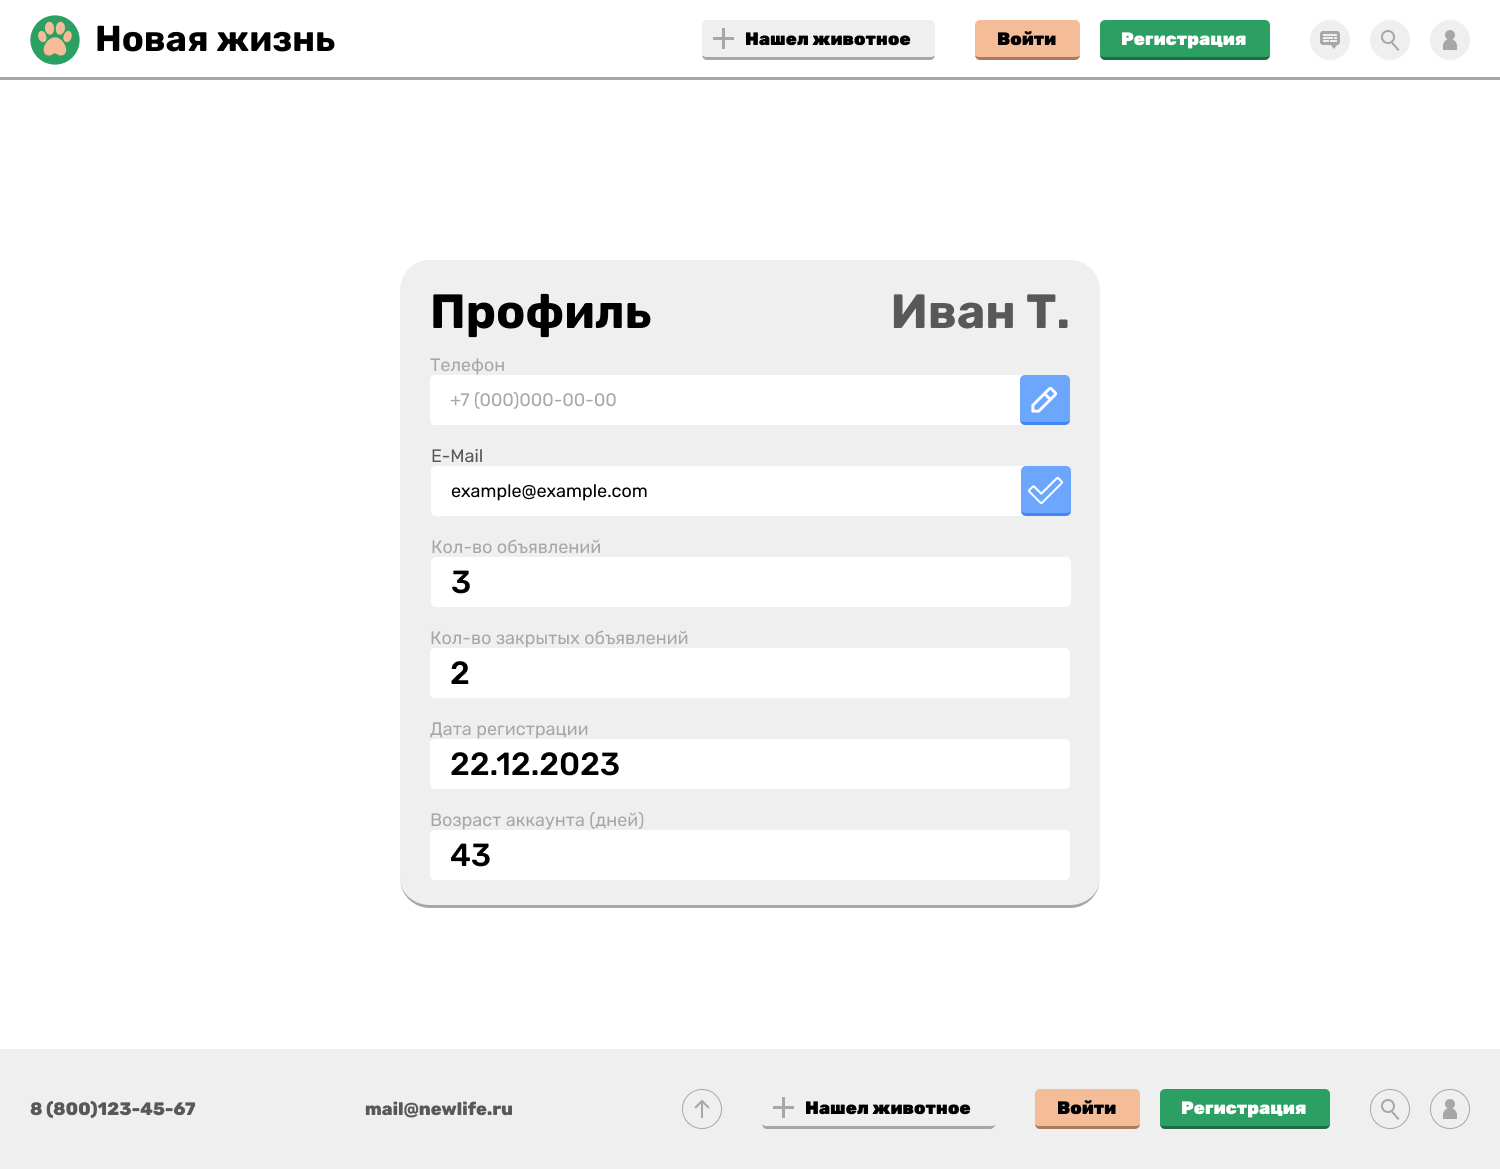 Новая жизнь
Нашел животное
Войти
Регистрация
Профиль
Иван Т.
Телефон
+7 (000)000-00-00
E-Mail
example@example.com
Кол-во объявлений
3
Кол-во закрытых объявлений
2
Дата регистрации
22.12.2023
Возраст аккаунта (дней)
43
8 (800)123-45-67
mail@newlife.ru
Нашел животное
Войти
Регистрация